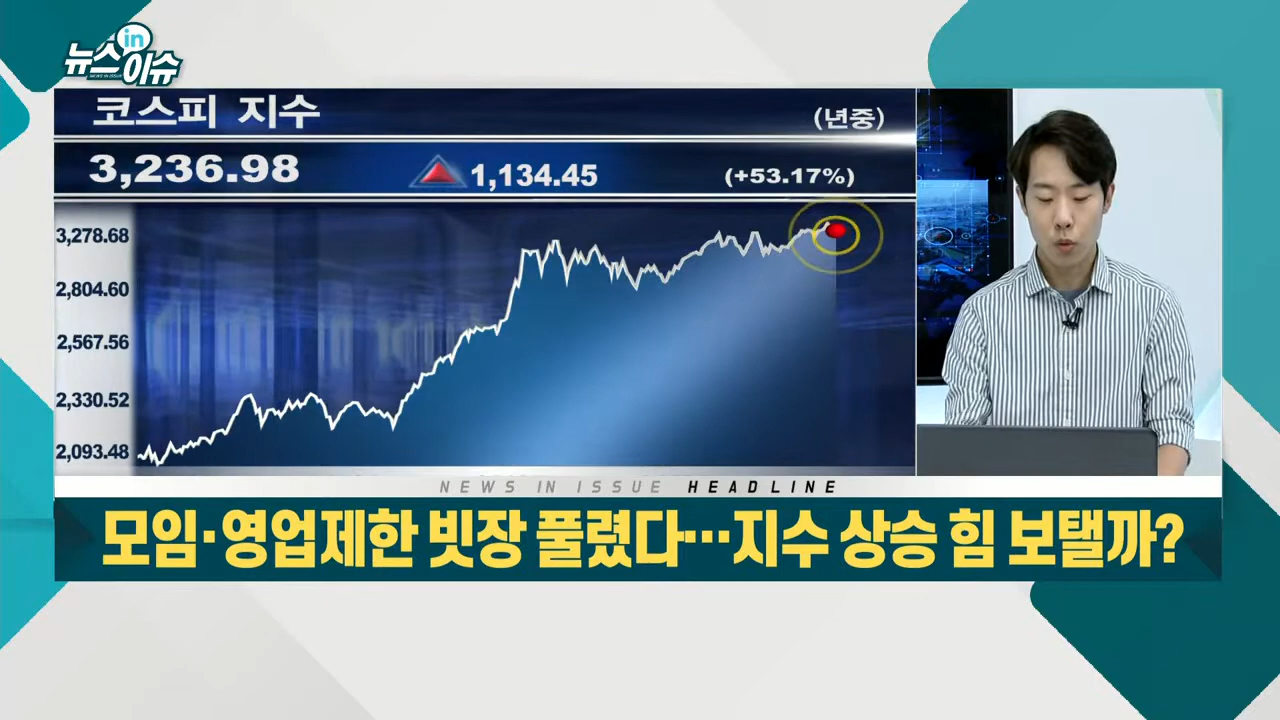 뉴스in이슈
NEWS IN ISSUE
코스피 지수
(년중)
3,236.98 ▲ 1,134.45 (+53.17%)
3,278.68
2,804.60
2,567.56
2,330.52
2,093.48
NEWS IN ISSUE HEADLINE
모임·영업제한 빗장 풀렸다…지수 상승 힘 보탤까?